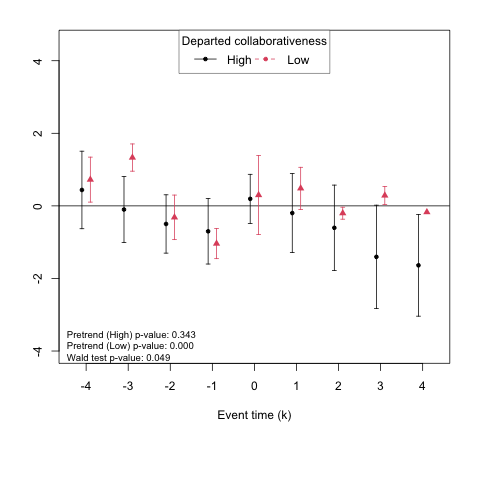 Departed collaborativeness
High Low
4
2
0
-2
-4
Pretrend (High) p-value: 0.343
Pretrend (Low) p-value: 0.000
Wald test p-value: 0.049
-4 -3 -2 -1 0 1 2 3 4
Event time (k)